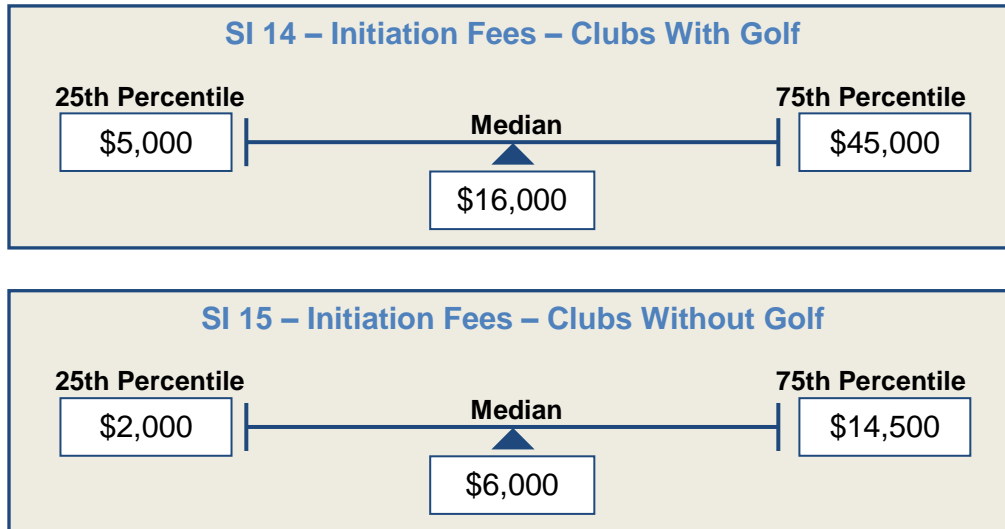 SI 14 – Initiation Fees – Clubs With Golf
25th Percentile
75th Percentile
Median
$5,000
$45,000
$16,000
SI 15 – Initiation Fees – Clubs Without Golf
25th Percentile
75th Percentile
Median
$2,000
$14,500
$6,000